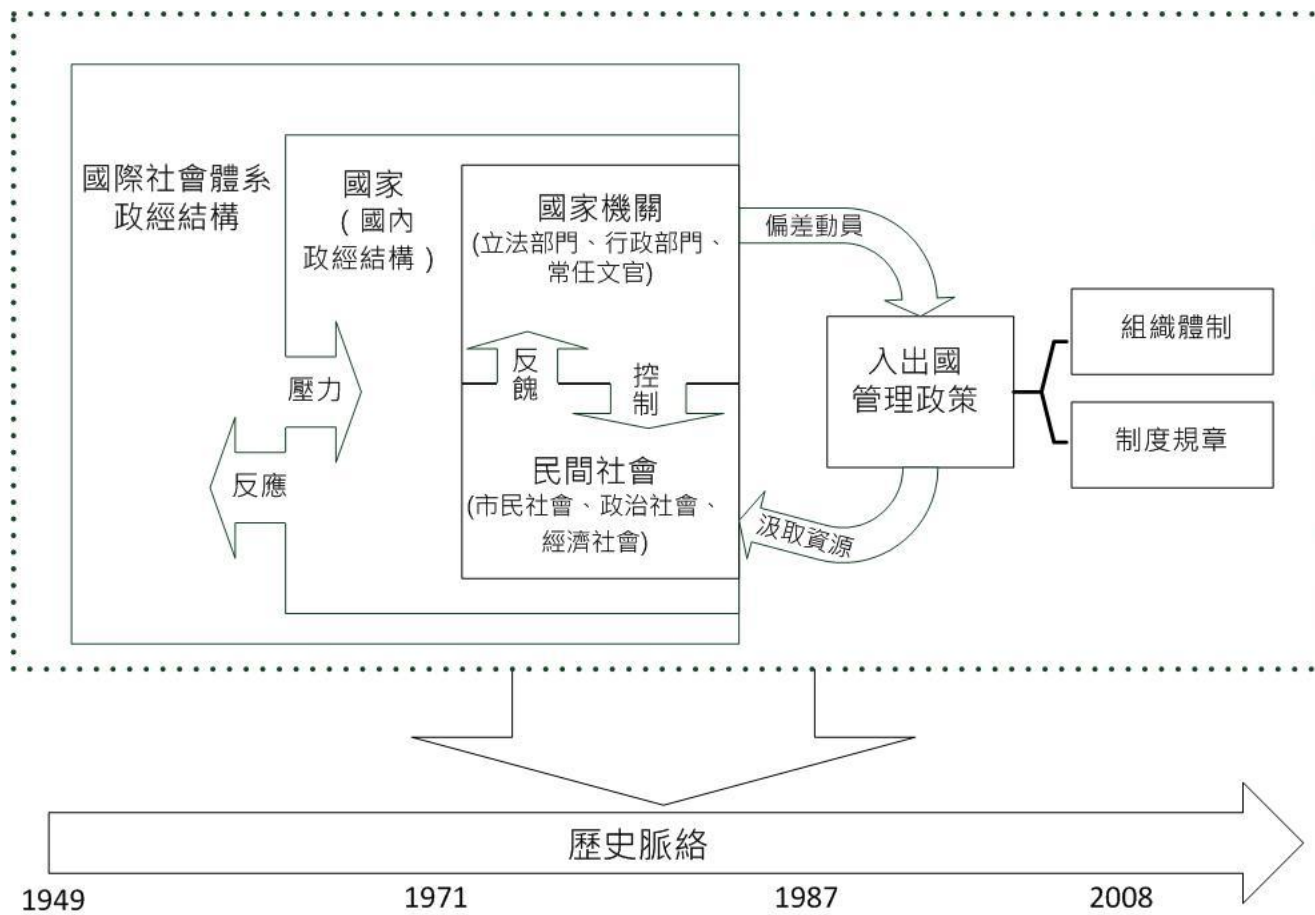 國際社會體系
政經結構
國家
（國內
政經結構）
國家機關
(立法部門、行政部門、
常任文官)
反
餽
控
制
民間社會
(市民社會、政治社會、
經濟社會)
壓力
反應
偏差動員
入出國
管理政策
汲取資源
組織體制
制度規章
歷史脈絡
1949
1971
1987
2008